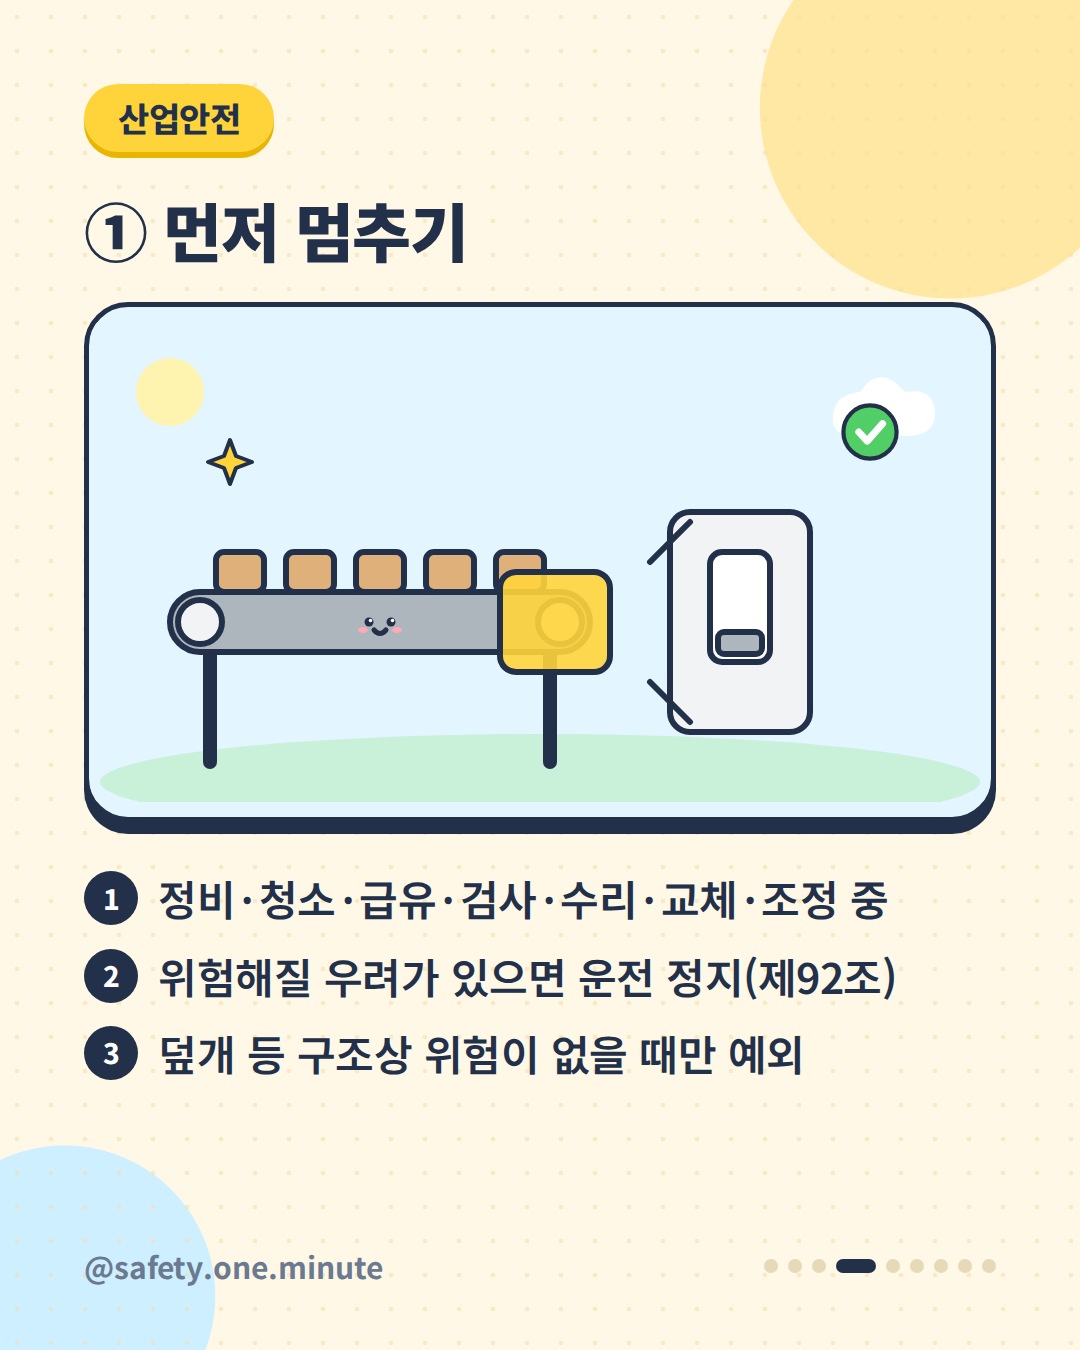 산업안전
① 먼저 멈추기
1 정비·청소·급유·검사·수리·교체·조정 중
2 위험해질 우려가 있으면 운전 정지(제92조)
3 덮개 등 구조상 위험이 없을 때만 예외
@safety.one.minute